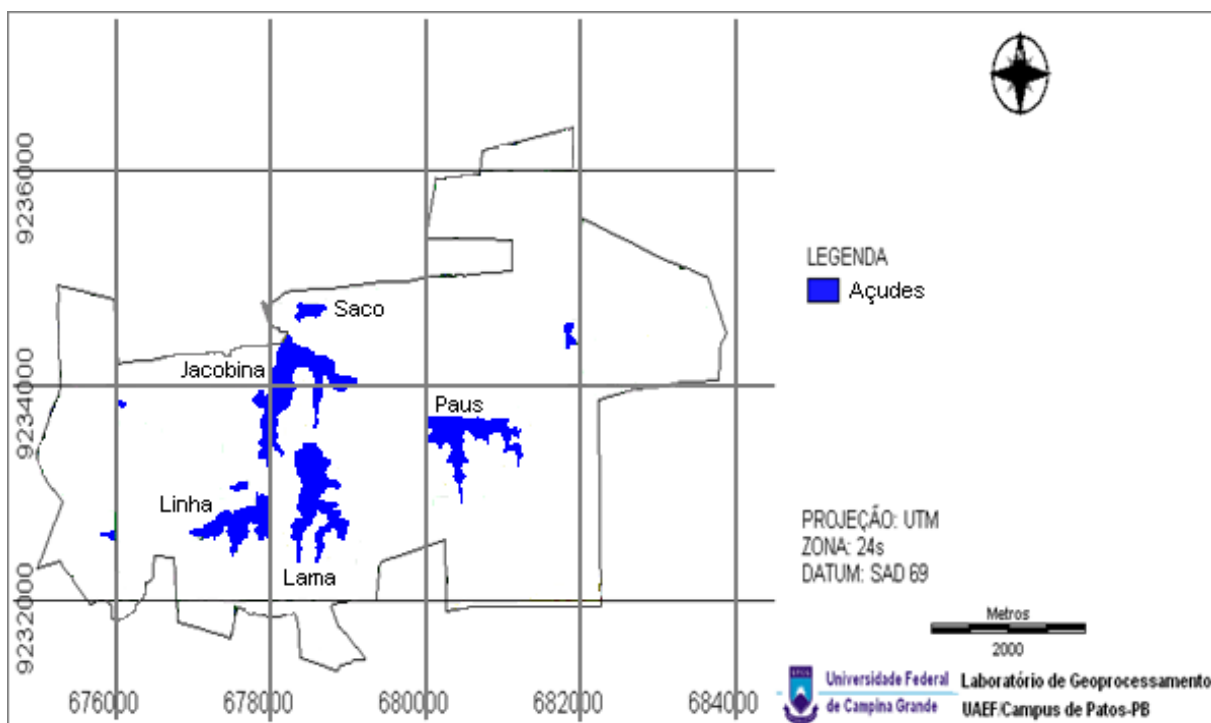 9236000
9234000
9232000
Saco
Jacobina
Paus
Linha
Lama
676000
678000
680000
682000
684000
LEGENDA
Açudes
PROJEÇÃO: UTM
ZONA: 24s
DATUM: SAD 69
Metros
2000
Universidade Federal
de Campina Grande
Laboratório de Geoprocessamento
UAEF/Campus de Patos-PB